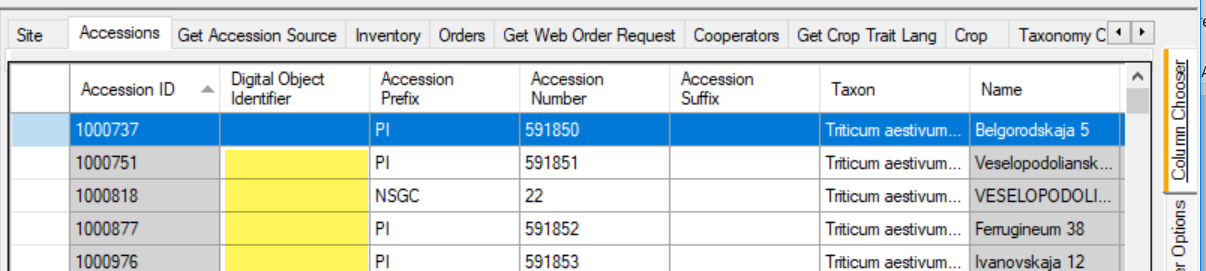 Site Accessions Get Accession Source Inventory Orders Get Web Order Request Cooperators Get Crop Trait Lang Crop Taxonomy C
Accession ID Digital Object Identifier Accession Prefix Accession Number Accession Suffix Taxon Name
1000737 PI 591850 Triticum aestivum... Belgorodskaja 5
1000751 PI 591851 Triticum aestivum... Veselopodoliansk...
1000818 NSGC 22 Triticum aestivum... VESELOPODOLI...
1000877 PI 591852 Triticum aestivum... Ferrugineum 38
1000976 PI 591853 Triticum aestivum... Ivanovskaja 12
Column Chooser
er Options